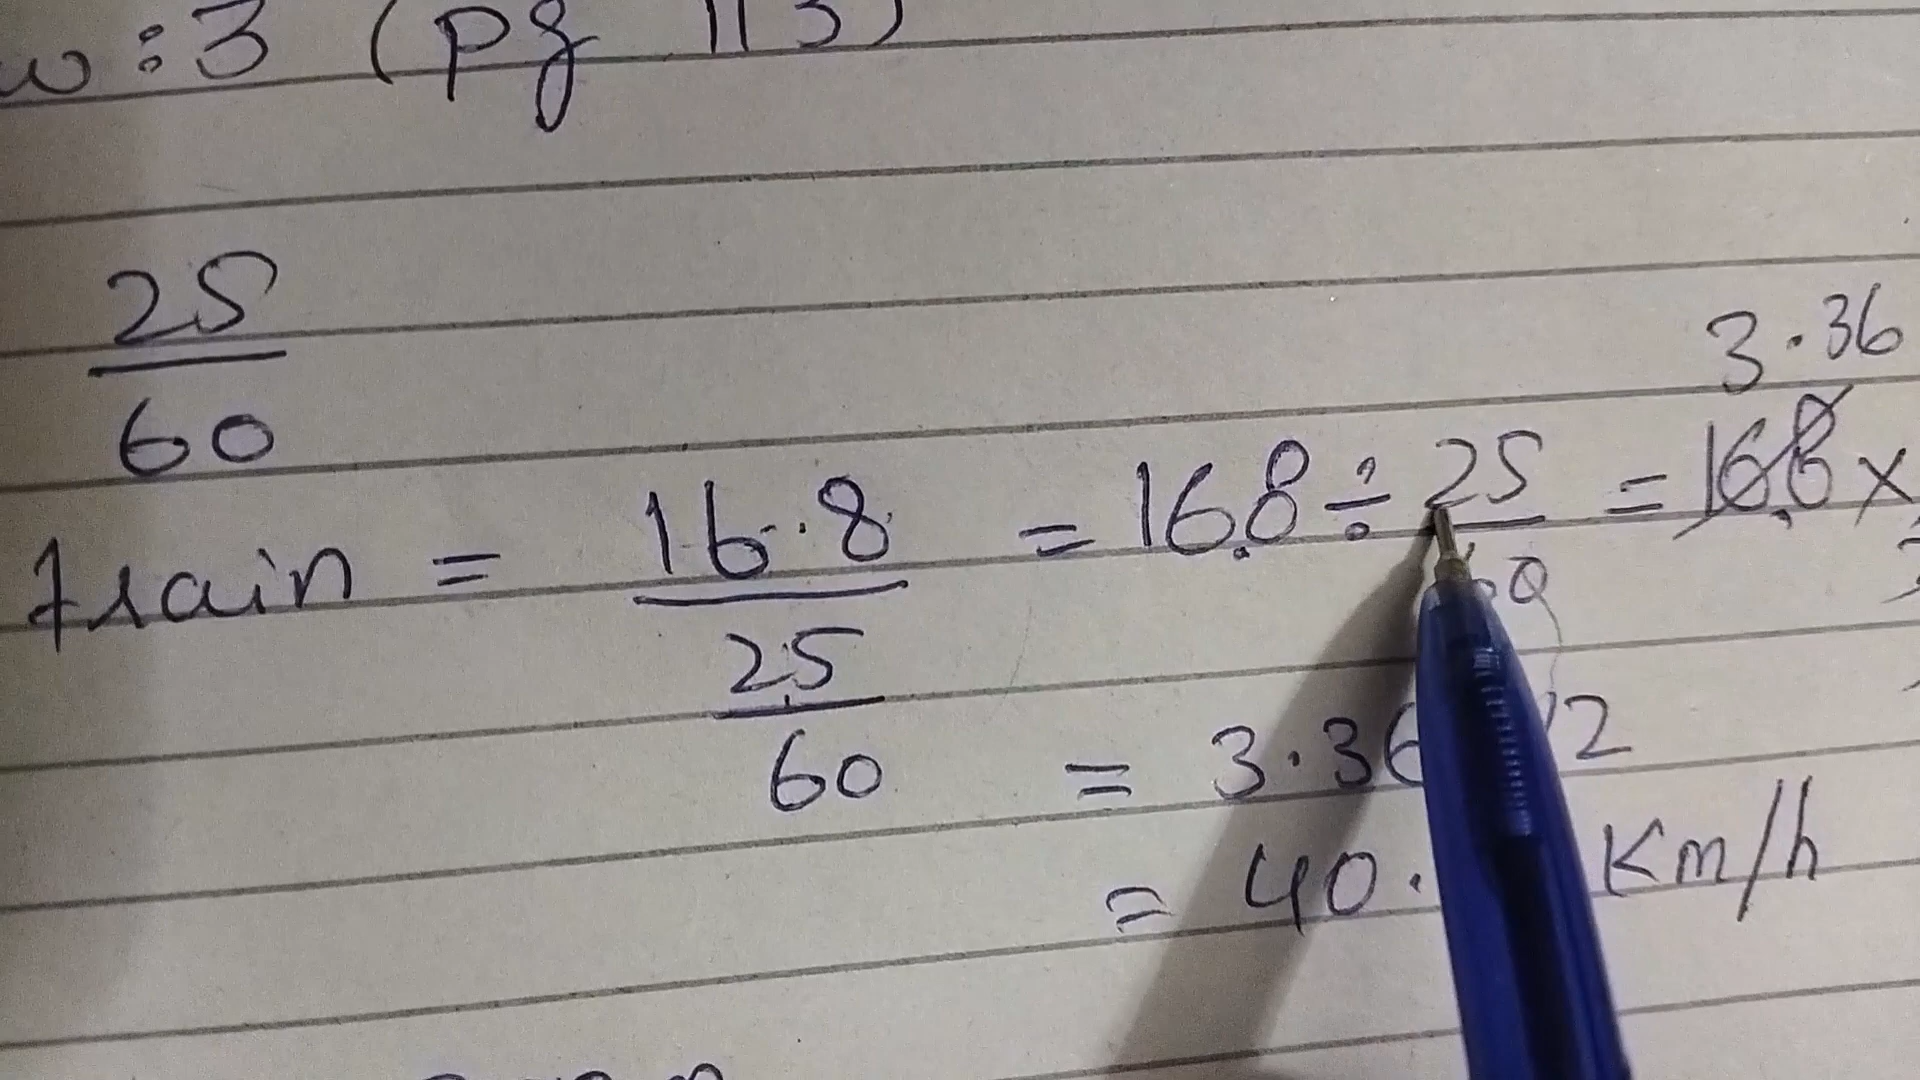 w:3 (pg 113)
25
60
3.36
train = 16.8 = 16.8 ÷ 25 = 16.8 x
25 60
60 = 3.36 12
= 40. Km/h